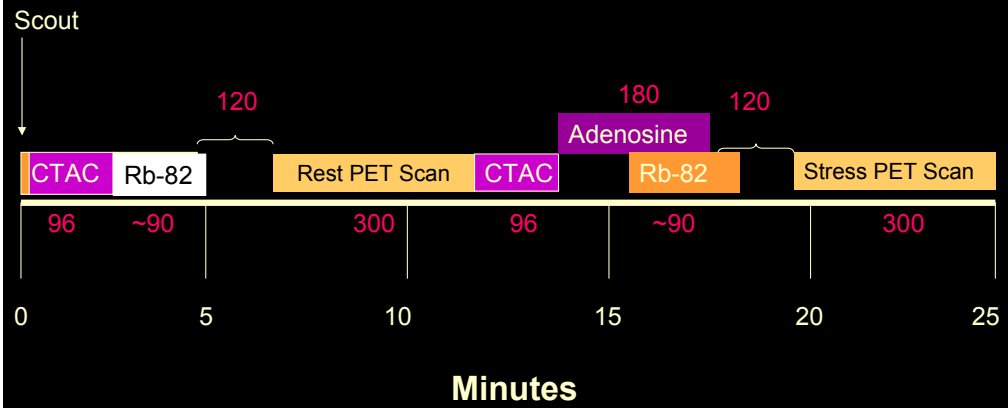 Scout
120
180
120
Adenosine
CTAC
Rb-82
Rest PET Scan
CTAC
Rb-82
Stress PET Scan
96
~90
300
96
~90
300
0
5
10
15
20
25
Minutes